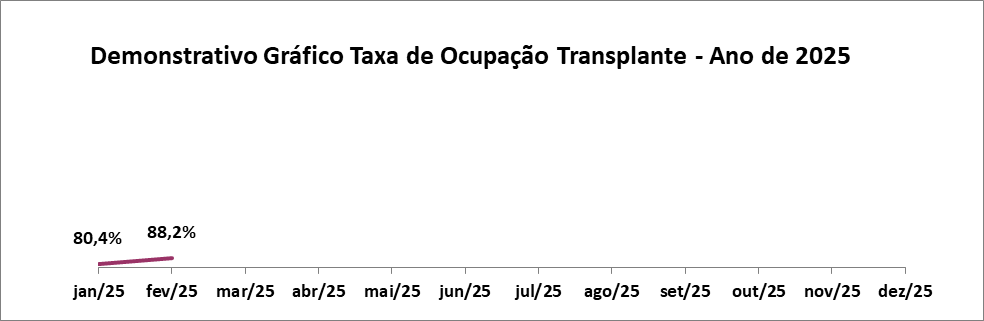 Demonstrativo Gráfico Taxa de Ocupação Transplante - Ano de 2025
80,4% 88,2%
jan/25 fev/25 mar/25 abr/25 mai/25 jun/25 jul/25 ago/25 set/25 out/25 nov/25 dez/25